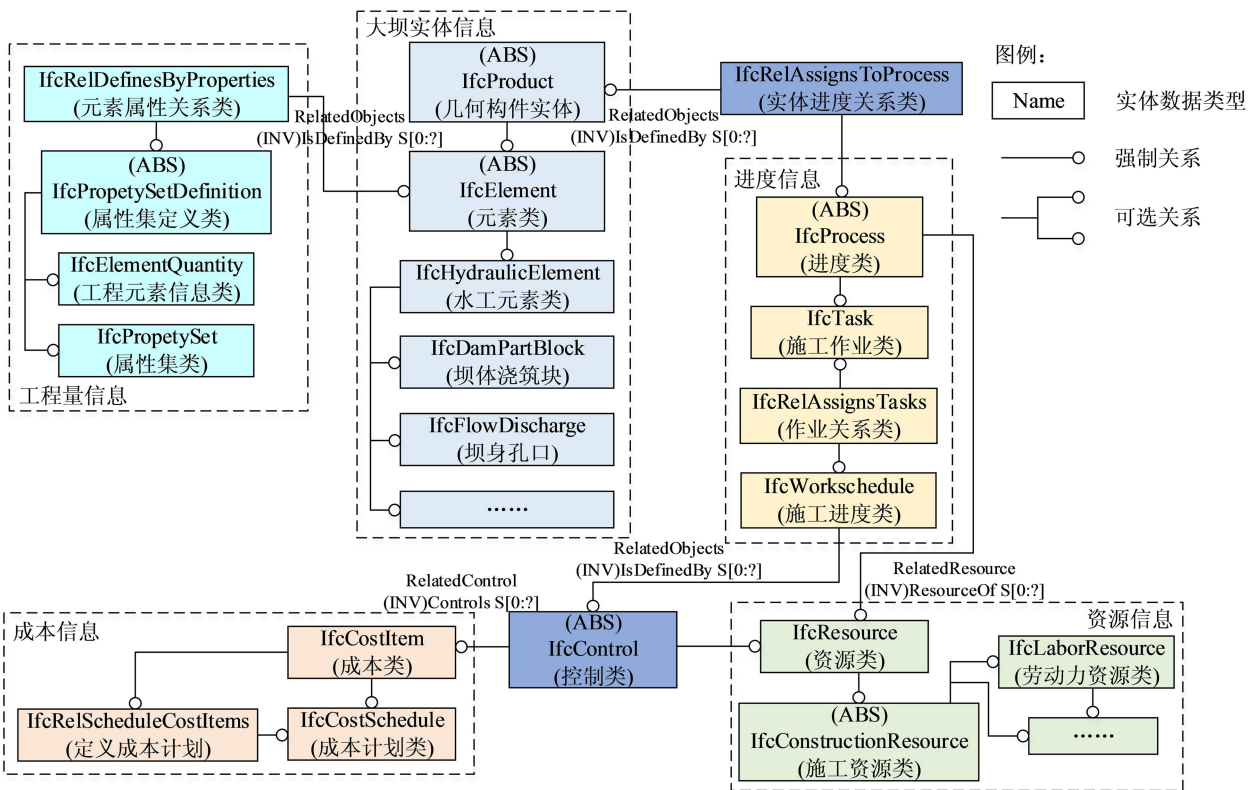 工程量信息
IfcRelDefinesByProperties
(元素属性关系类)
(ABS)
IfcPropetySetDefinition
(属性集定义类)
IfcElementQuantity
(工程元素信息类)
IfcPropetySet
(属性集类)
RelatedObjects
(INV)IsDefinedBy S[0:?]
大坝实体信息
(ABS)
IfcProduct
(几何构件实体)
(ABS)
IfcElement
(元素类)
IfcHydraulicElement
(水工元素类)
IfcDamPartBlock
(坝体浇筑块)
IfcFlowDischarge
(坝身孔口)
……
RelatedObjects
(INV)IsDefinedBy S[0:?]
IfcRelAssignsToProcess
(实体进度关系类)
进度信息
(ABS)
IfcProcess
(进度类)
IfcTask
(施工作业类)
IfcRelAssignsTasks
(作业关系类)
IfcWorkschedule
(施工进度类)
图例：
Name
实体数据类型
强制关系
可选关系
RelatedObjects
(INV)IsDefinedBy S[0:?]
RelatedResource
(INV)ResourceOf S[0:?]
RelatedControl
(INV)Controls S[0:?]
成本信息
IfcCostItem
(成本类)
IfcRelScheduleCostItems
(定义成本计划)
IfcCostSchedule
(成本计划类)
(ABS)
IfcControl
(控制类)
资源信息
IfcResource
(资源类)
(ABS)
IfcConstructionResource
(施工资源类)
IfcLaborResource
(劳动力资源类)
……